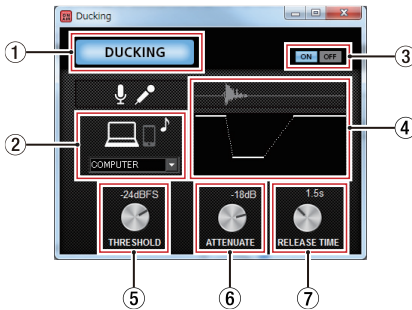 Ducking
1
DUCKING
ON OFF
3
2
COMPUTER
4
-24dBFS
-18dB
1.5s
THRESHOLD
ATTENUATE
RELEASE TIME
5
6
7